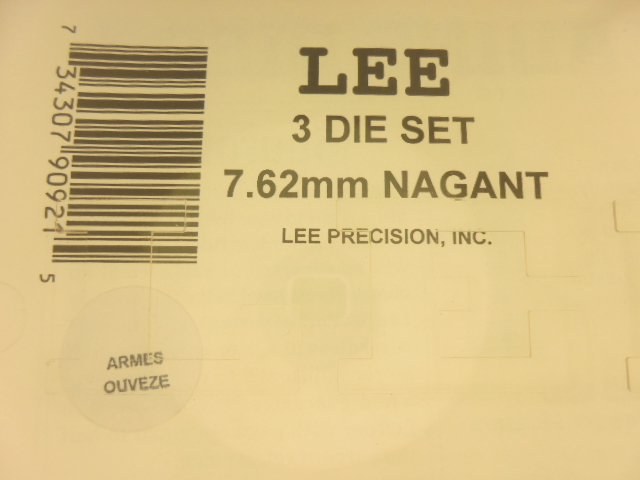 LEE
3 DIE SET
7.62mm NAGANT
LEE PRECISION, INC.
7 34307 90921 5
ARMES
OUVEZE